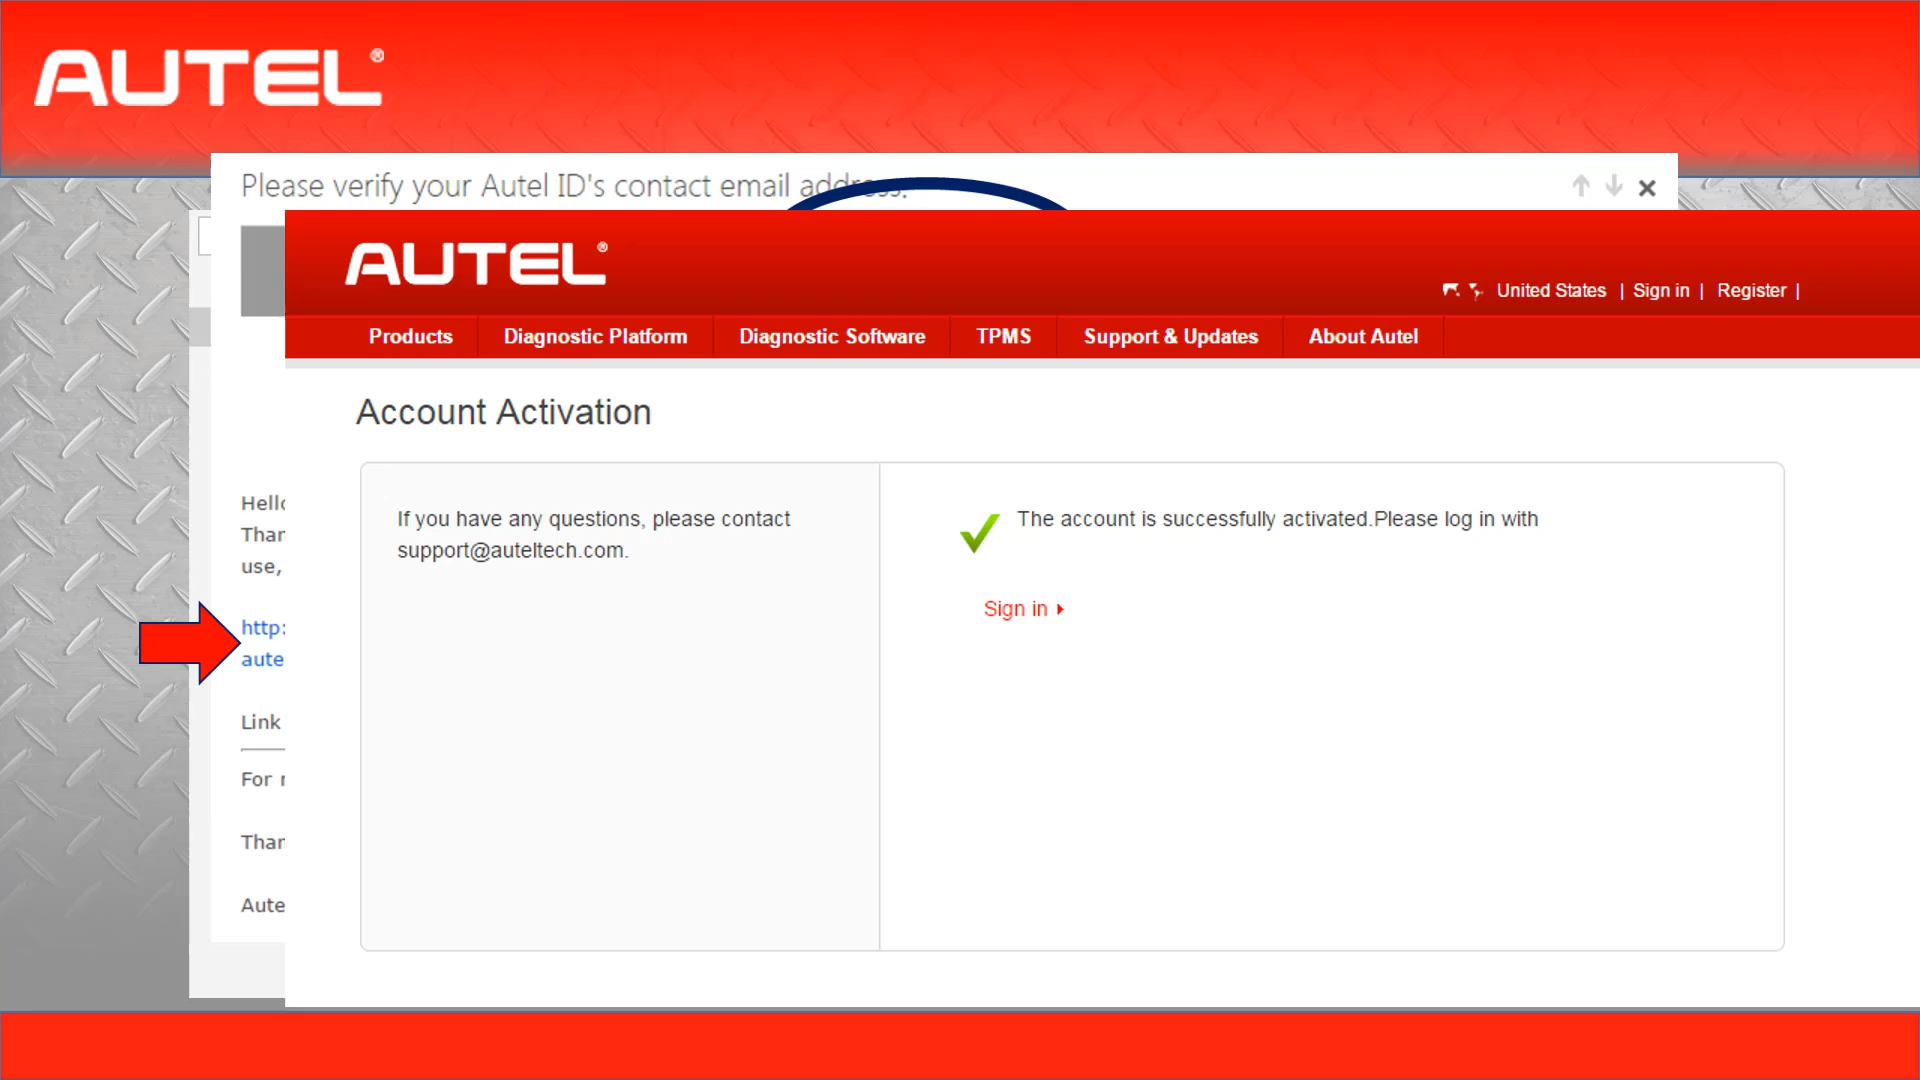 AUTEL®
Please verify your Autel ID's contact email address.
AUTEL®
United States | Sign in | Register |
Products Diagnostic Platform Diagnostic Software TPMS Support & Updates About Autel
Account Activation
If you have any questions, please contact
support@auteltech.com.
The account is successfully activated.Please log in with
Sign in
use,
http:
Link
For